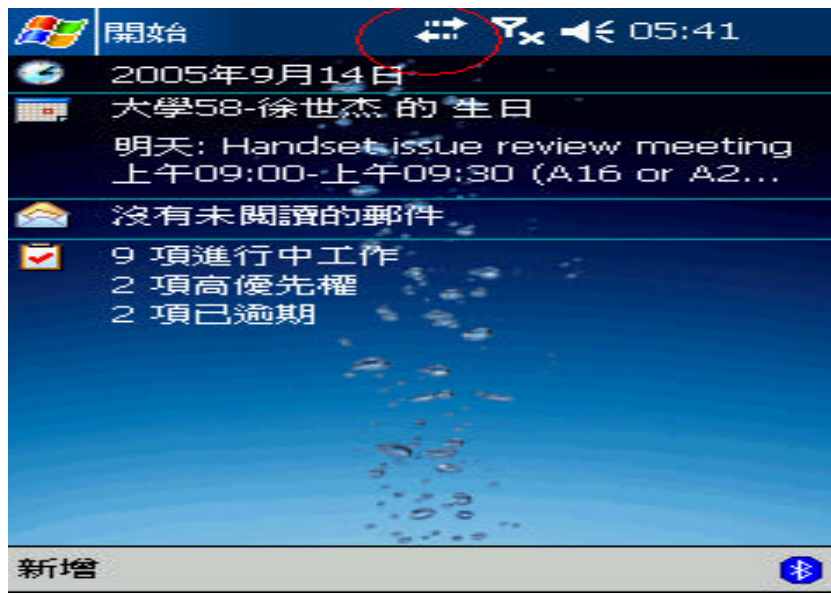 開始 05:41
2005年9月14日
大學58-徐世杰 的 生日
明天: Handset issue review meeting
上午09:00-上午09:30 (A16 or A2...
沒有未閱讀的郵件
9 項進行中工作
2 項高優先權
2 項已逾期
新增